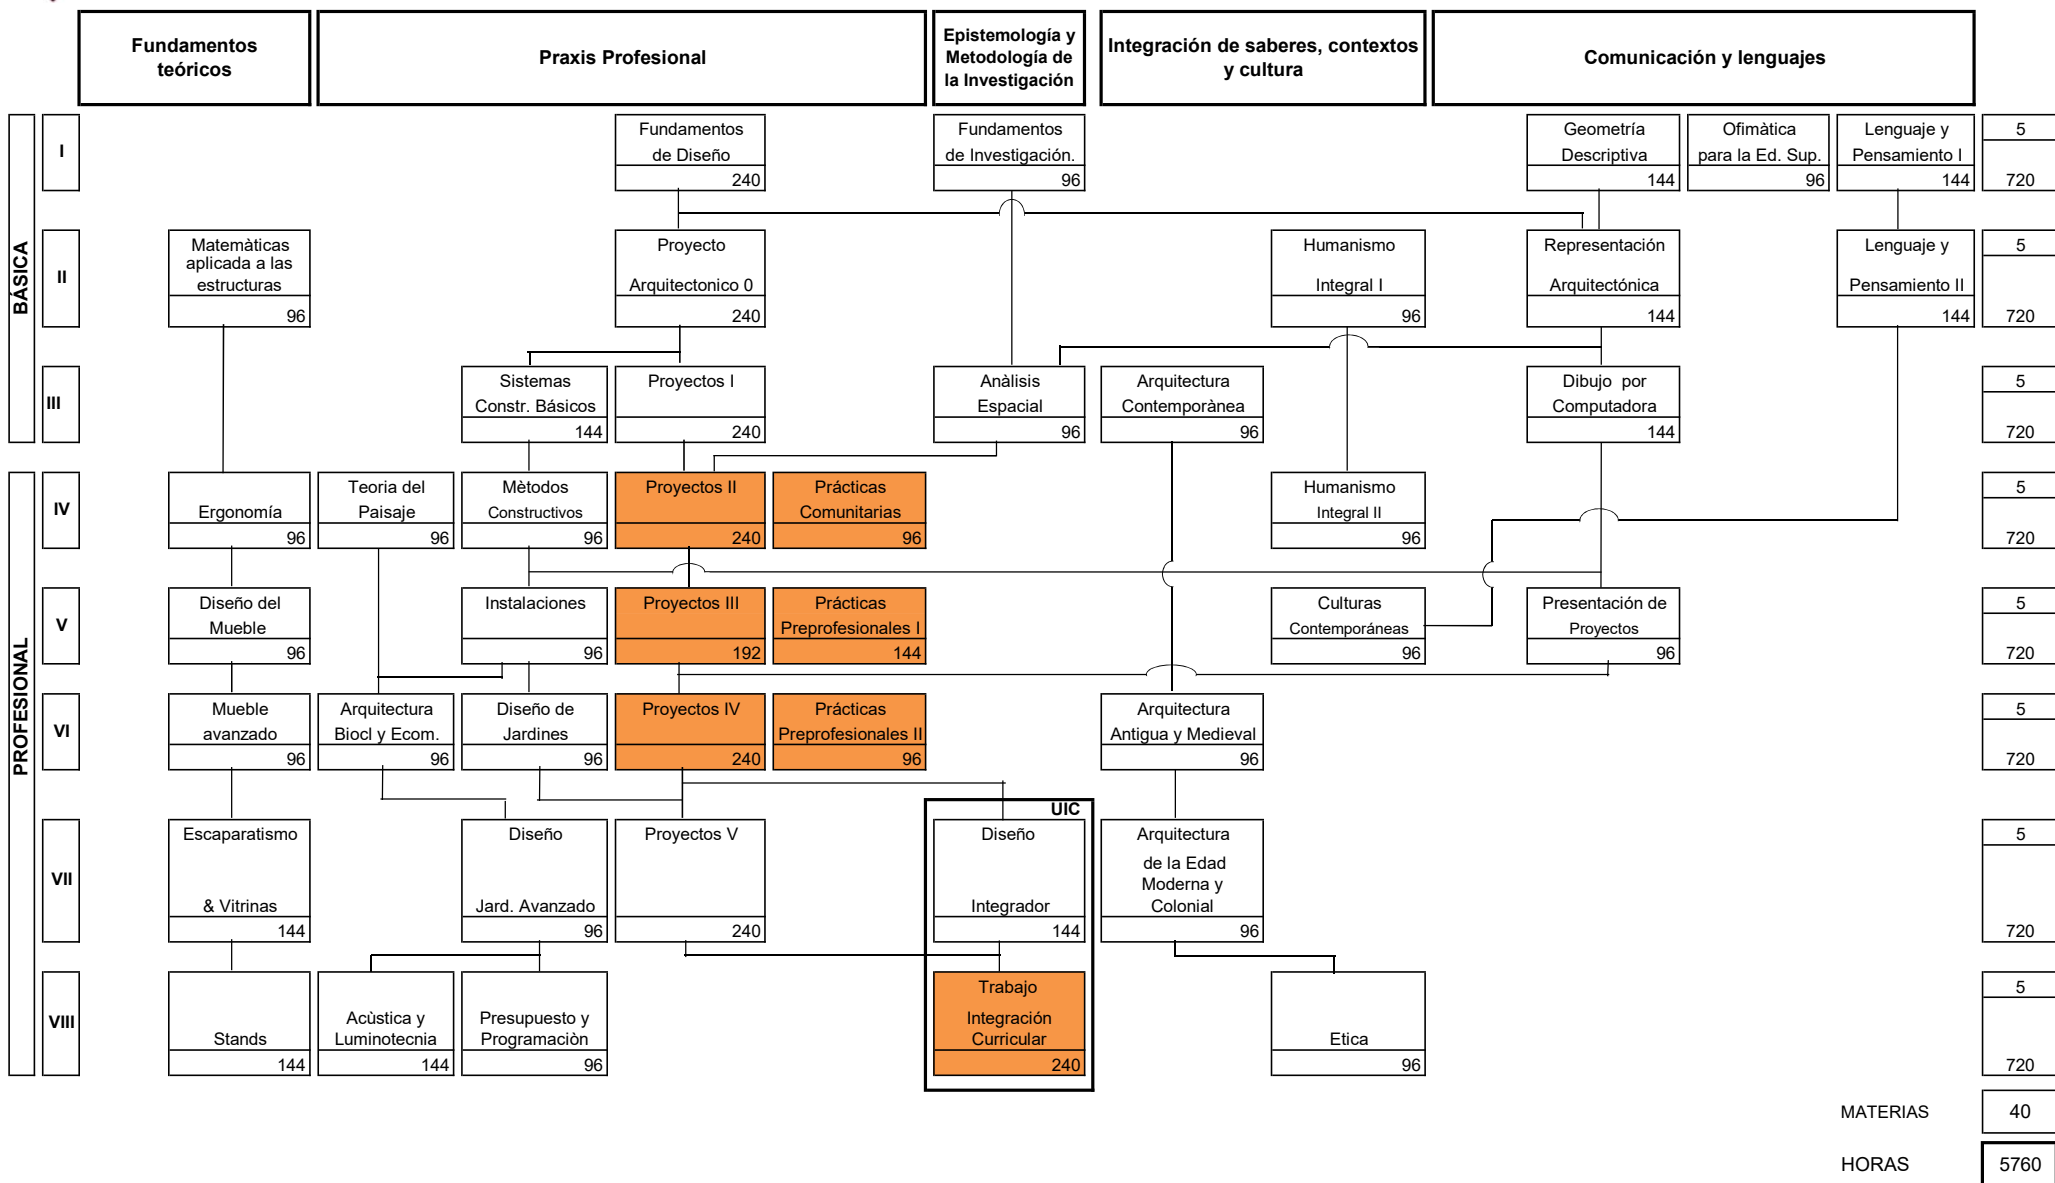 Fundamentos
teóricos
Praxis Profesional
Epistemología y
Metodología de
la Investigación
Integración de saberes, contextos
y cultura
Comunicación y lenguajes
BÁSICA
I
Fundamentos
de Diseño
240
Fundamentos
de Investigación.
96
Geometría
Descriptiva
144
Ofimàtica
para la Ed. Sup.
96
Lenguaje y
Pensamiento I
144
5
720
II
Matemàticas
aplicada a las
estructuras
96
Proyecto
Arquitectonico 0
240
Humanismo
Integral I
96
Representación
Arquitectónica
144
Lenguaje y
Pensamiento II
144
5
720
III
Sistemas
Constr. Básicos
144
Proyectos I
240
Anàlisis
Espacial
96
Arquitectura
Contemporànea
96
Dibujo por
Computadora
144
5
720
PROFESIONAL
IV
Ergonomía
96
Teoria del
Paisaje
96
Mètodos
Constructivos
96
Proyectos II
240
Prácticas
Comunitarias
96
Humanismo
Integral II
96
5
720
V
Diseño del
Mueble
96
Instalaciones
96
Proyectos III
192
Prácticas
Preprofesionales I
144
Culturas
Contemporáneas
96
Presentación de
Proyectos
96
5
720
VI
Mueble
avanzado
96
Arquitectura
Biocl y Ecom.
96
Diseño de
Jardines
96
Proyectos IV
240
Prácticas
Preprofesionales II
96
Arquitectura
Antigua y Medieval
96
5
720
VII
Escaparatismo
& Vitrinas
144
Diseño
Jard. Avanzado
96
Proyectos V
240
UIC
Diseño
Integrador
144
Arquitectura
de la Edad
Moderna y
Colonial
96
5
720
VIII
Stands
144
Acùstica y
Luminotecnia
144
Presupuesto y
Programaciòn
96
Trabajo
Integración
Curricular
240
Etica
96
5
720
MATERIAS
40
HORAS
5760